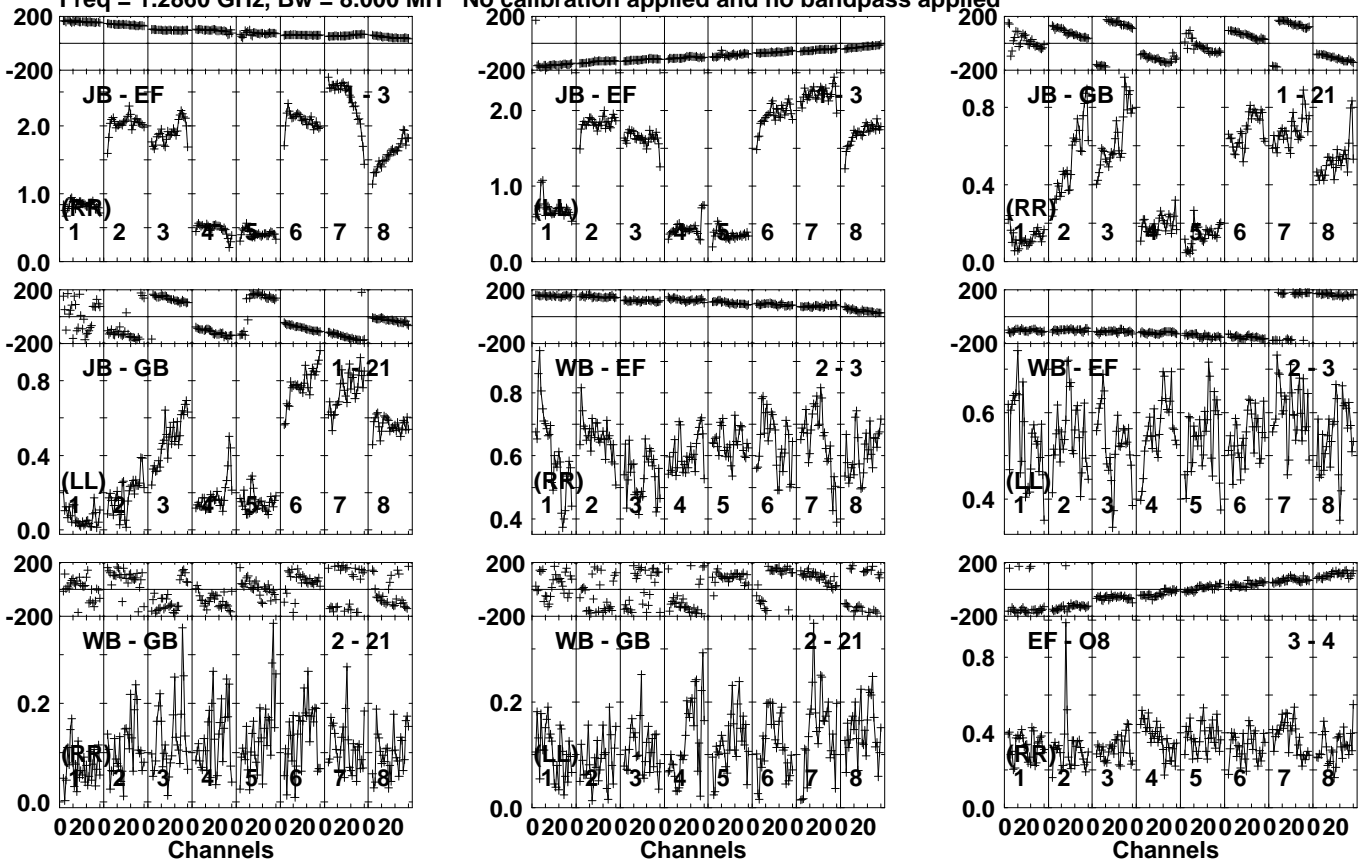 Freq = 1.2860 GHz, Bw = 8.000 MH No calibration applied and no bandpass applied
200 200 200
-200 -200 -200
JB - EF 1 - 3 JB - EF 1 - 3 JB - GB 1 - 21
2.0 2.0 0.8
1.0 1.0 0.4
(RR) (LL) (RR)
1 2 3 4 5 6 7 8 1 2 3 4 5 6 7 8 1 2 3 4 5 6 7 8
0.0 0.0 0.0
200 200 200
-200 -200 -200
JB - GB 1 - 21 WB - EF 2 - 3 WB - EF 2 - 3
0.8 0.8 0.6
0.4 0.6 0.4
(LL) (RR) (LL)
1 2 3 4 5 6 7 8 1 2 3 4 5 6 7 8 1 2 3 4 5 6 7 8
0.0 0.4
200 200 200
-200 -200 -200
WB - GB 2 - 21 WB - GB 2 - 21 EF - O8 3 - 4
0.2 0.2 0.8
0.4
(RR) (LL) (RR)
1 2 3 4 5 6 7 8 1 2 3 4 5 6 7 8 1 2 3 4 5 6 7 8
0.0 0.0 0.0
0 20 0 20 0 20 0 20 0 20 0 20 0 20 0 20 0 20 0 20 0 20 0 20 0 20 0 20 0 20 0 20 0 20 0 20 0 20 0 20 0 20 0 20 0 20 0 20
Channels Channels Channels